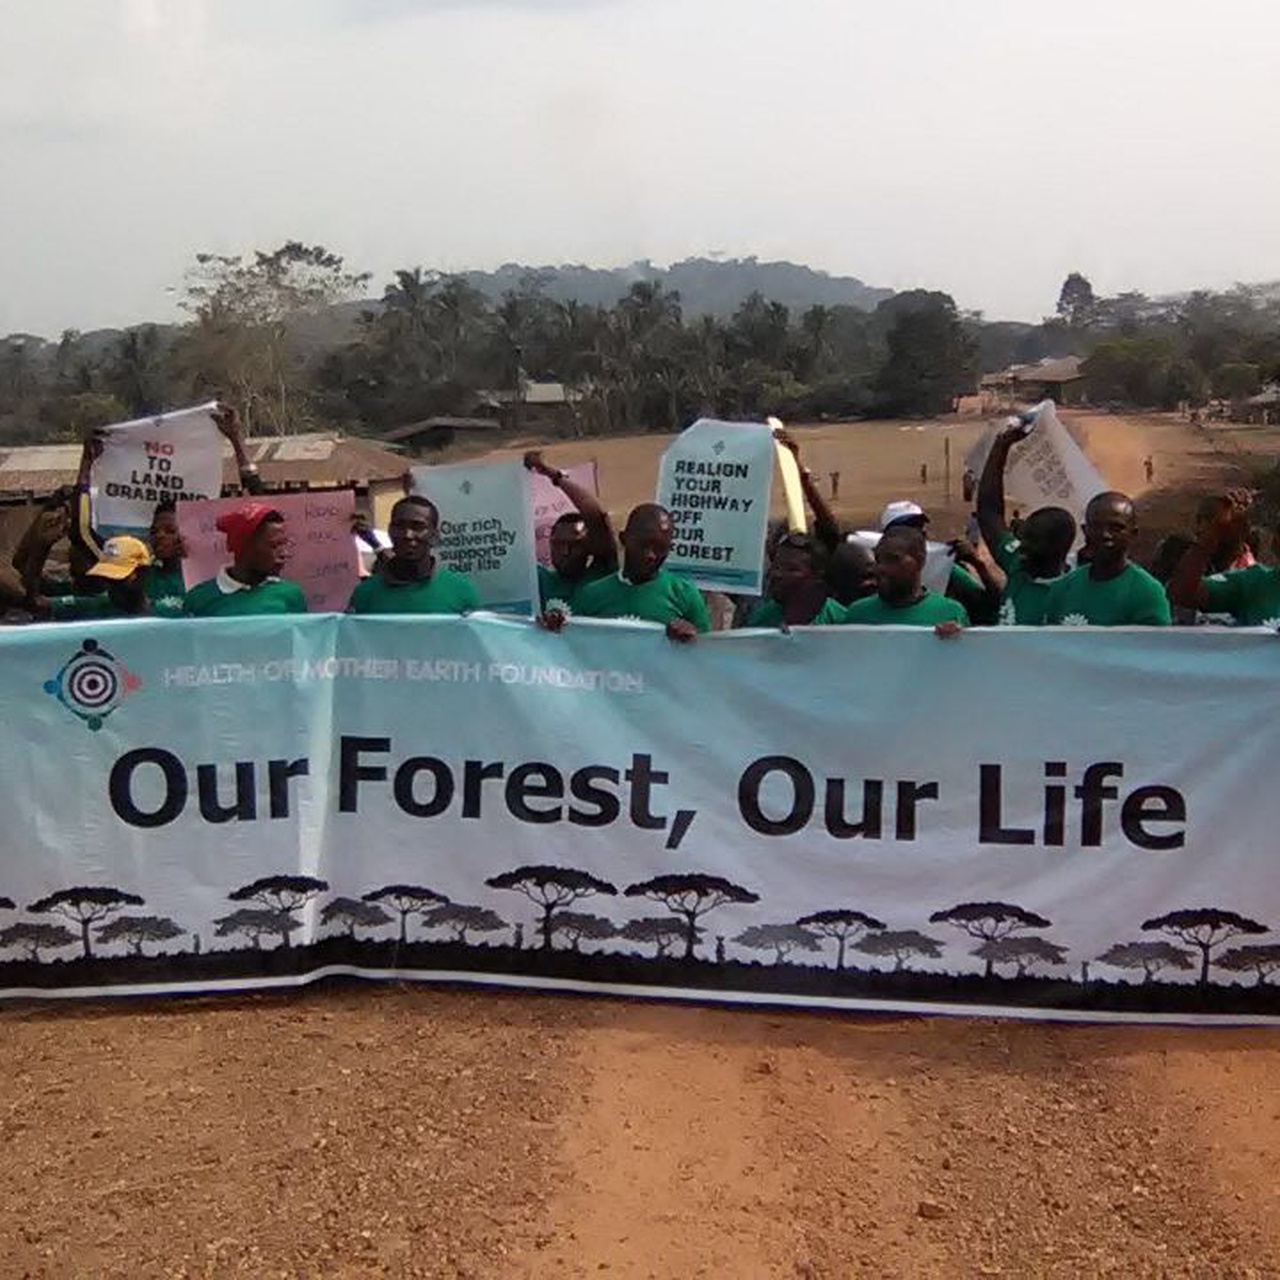 NO
TO
LAND
GRABBING
Our rich
biodiversity
supports
our life
REALIGN
YOUR
HIGHWAY
OFF
OUR
FOREST
HEALTH OF MOTHER EARTH FOUNDATION
Our Forest, Our Life